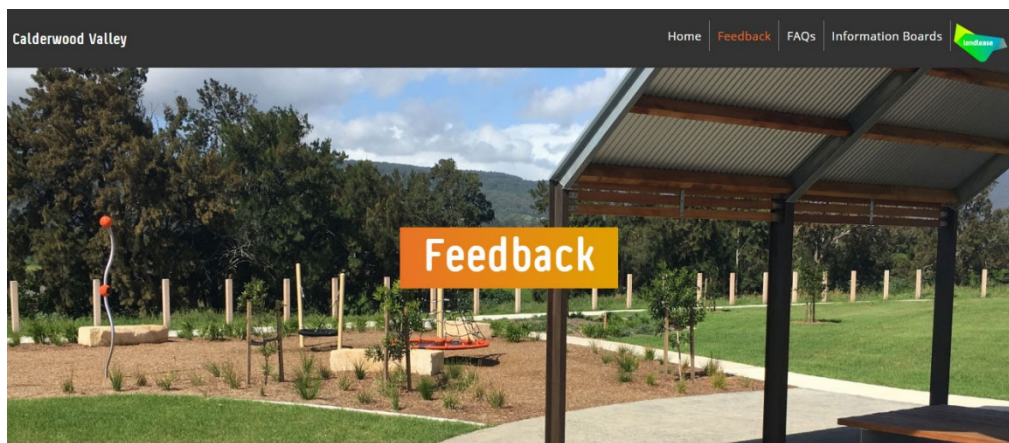 Calderwood Valley
Home Feedback FAQs Information Boards
lendlease
Feedback